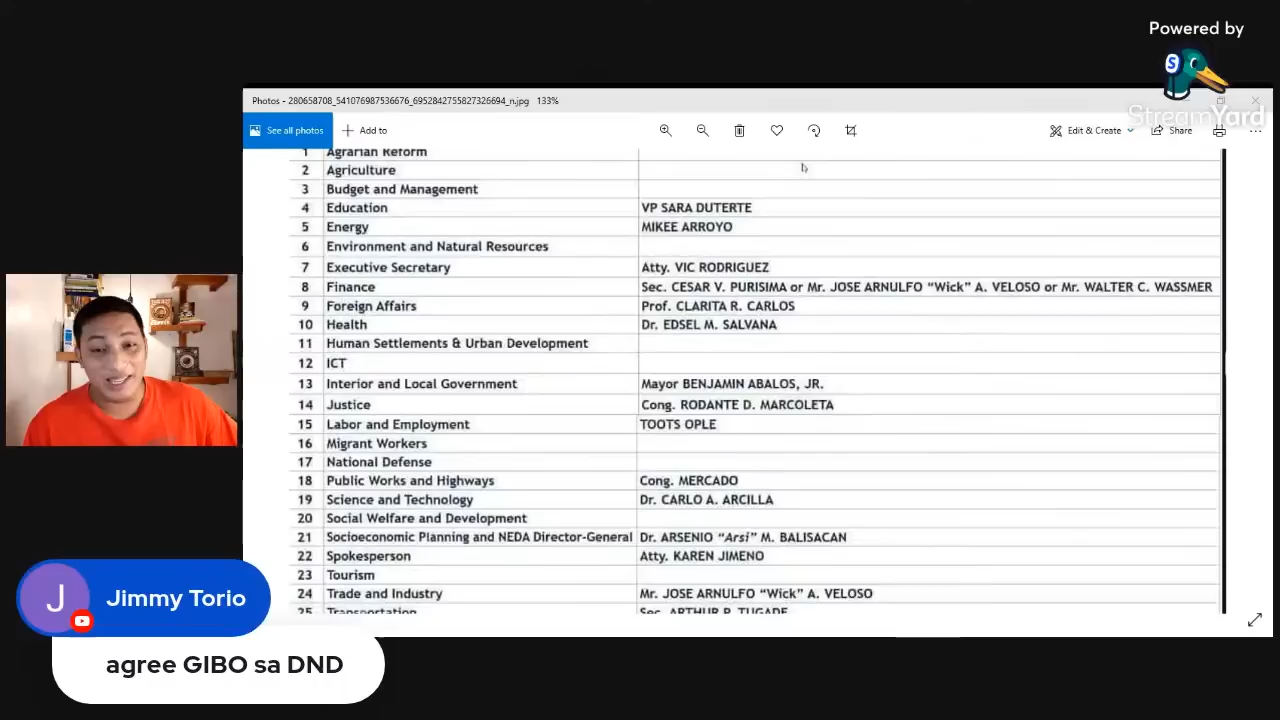 Powered by
StreamYard
Photos - 280658708_541076987536676_6952842755827326694_n.jpg 133%
See all photos
Add to
Edit & Create
Share
1 Agrarian Reform
2 Agriculture
3 Budget and Management
4 Education VP SARA DUTERTE
5 Energy MIKEE ARROYO
6 Environment and Natural Resources
7 Executive Secretary Atty. VIC RODRIGUEZ
8 Finance Sec. CESAR V. PURISIMA or Mr. JOSE ARNULFO “Wick” A. VELOSO or Mr. WALTER C. WASSMER
9 Foreign Affairs Prof. CLARITA R. CARLOS
10 Health Dr. EDSEL M. SALVANA
11 Human Settlements & Urban Development
12 ICT
13 Interior and Local Government Mayor BENJAMIN ABALOS, JR.
14 Justice Cong. RODANTE D. MARCOLETA
15 Labor and Employment TOOTS OPLE
16 Migrant Workers
17 National Defense
18 Public Works and Highways Cong. MERCADO
19 Science and Technology Dr. CARLO A. ARCILLA
20 Social Welfare and Development
21 Socioeconomic Planning and NEDA Director-General Dr. ARSENIO “Arsi” M. BALISACAN
22 Spokesperson Atty. KAREN JIMENO
23 Tourism
24 Trade and Industry Mr. JOSE ARNULFO “Wick” A. VELOSO
25 Transportation Sec. ARTHUR P. TUGADE
J
Jimmy Torio
agree GIBO sa DND